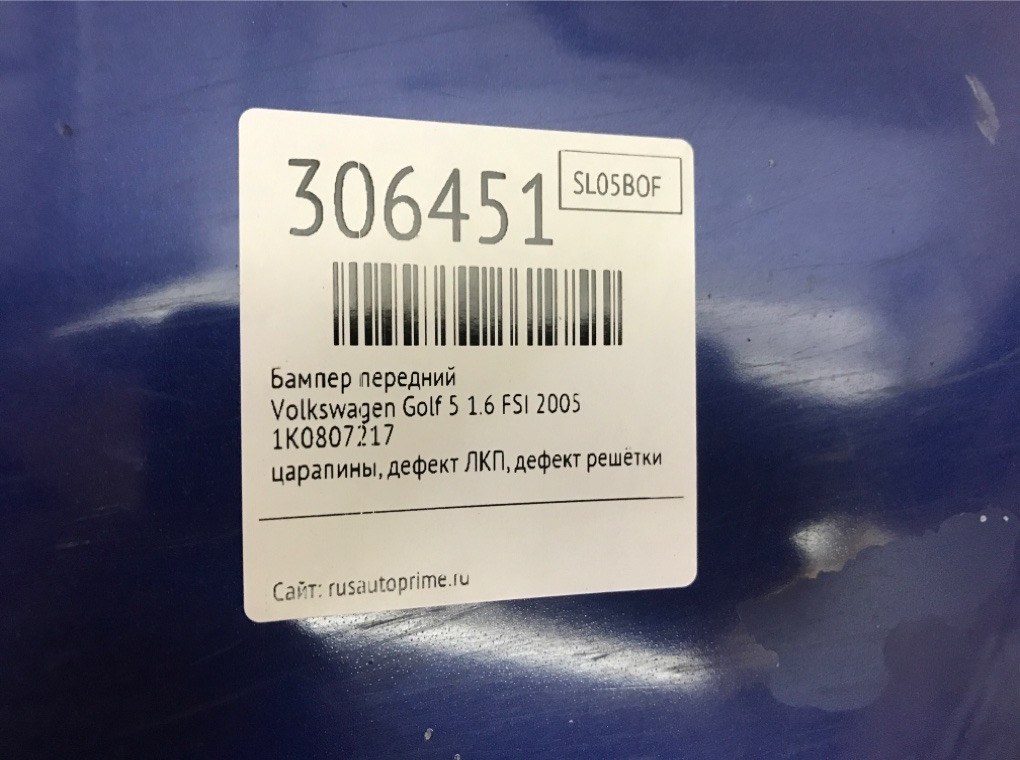 306451
SL05BOF
Бампер передний
Volkswagen Golf 5 1.6 FSI 2005
1K0807217
царапины, дефект ЛКП, дефект решётки
Сайт: rusautoprime.ru